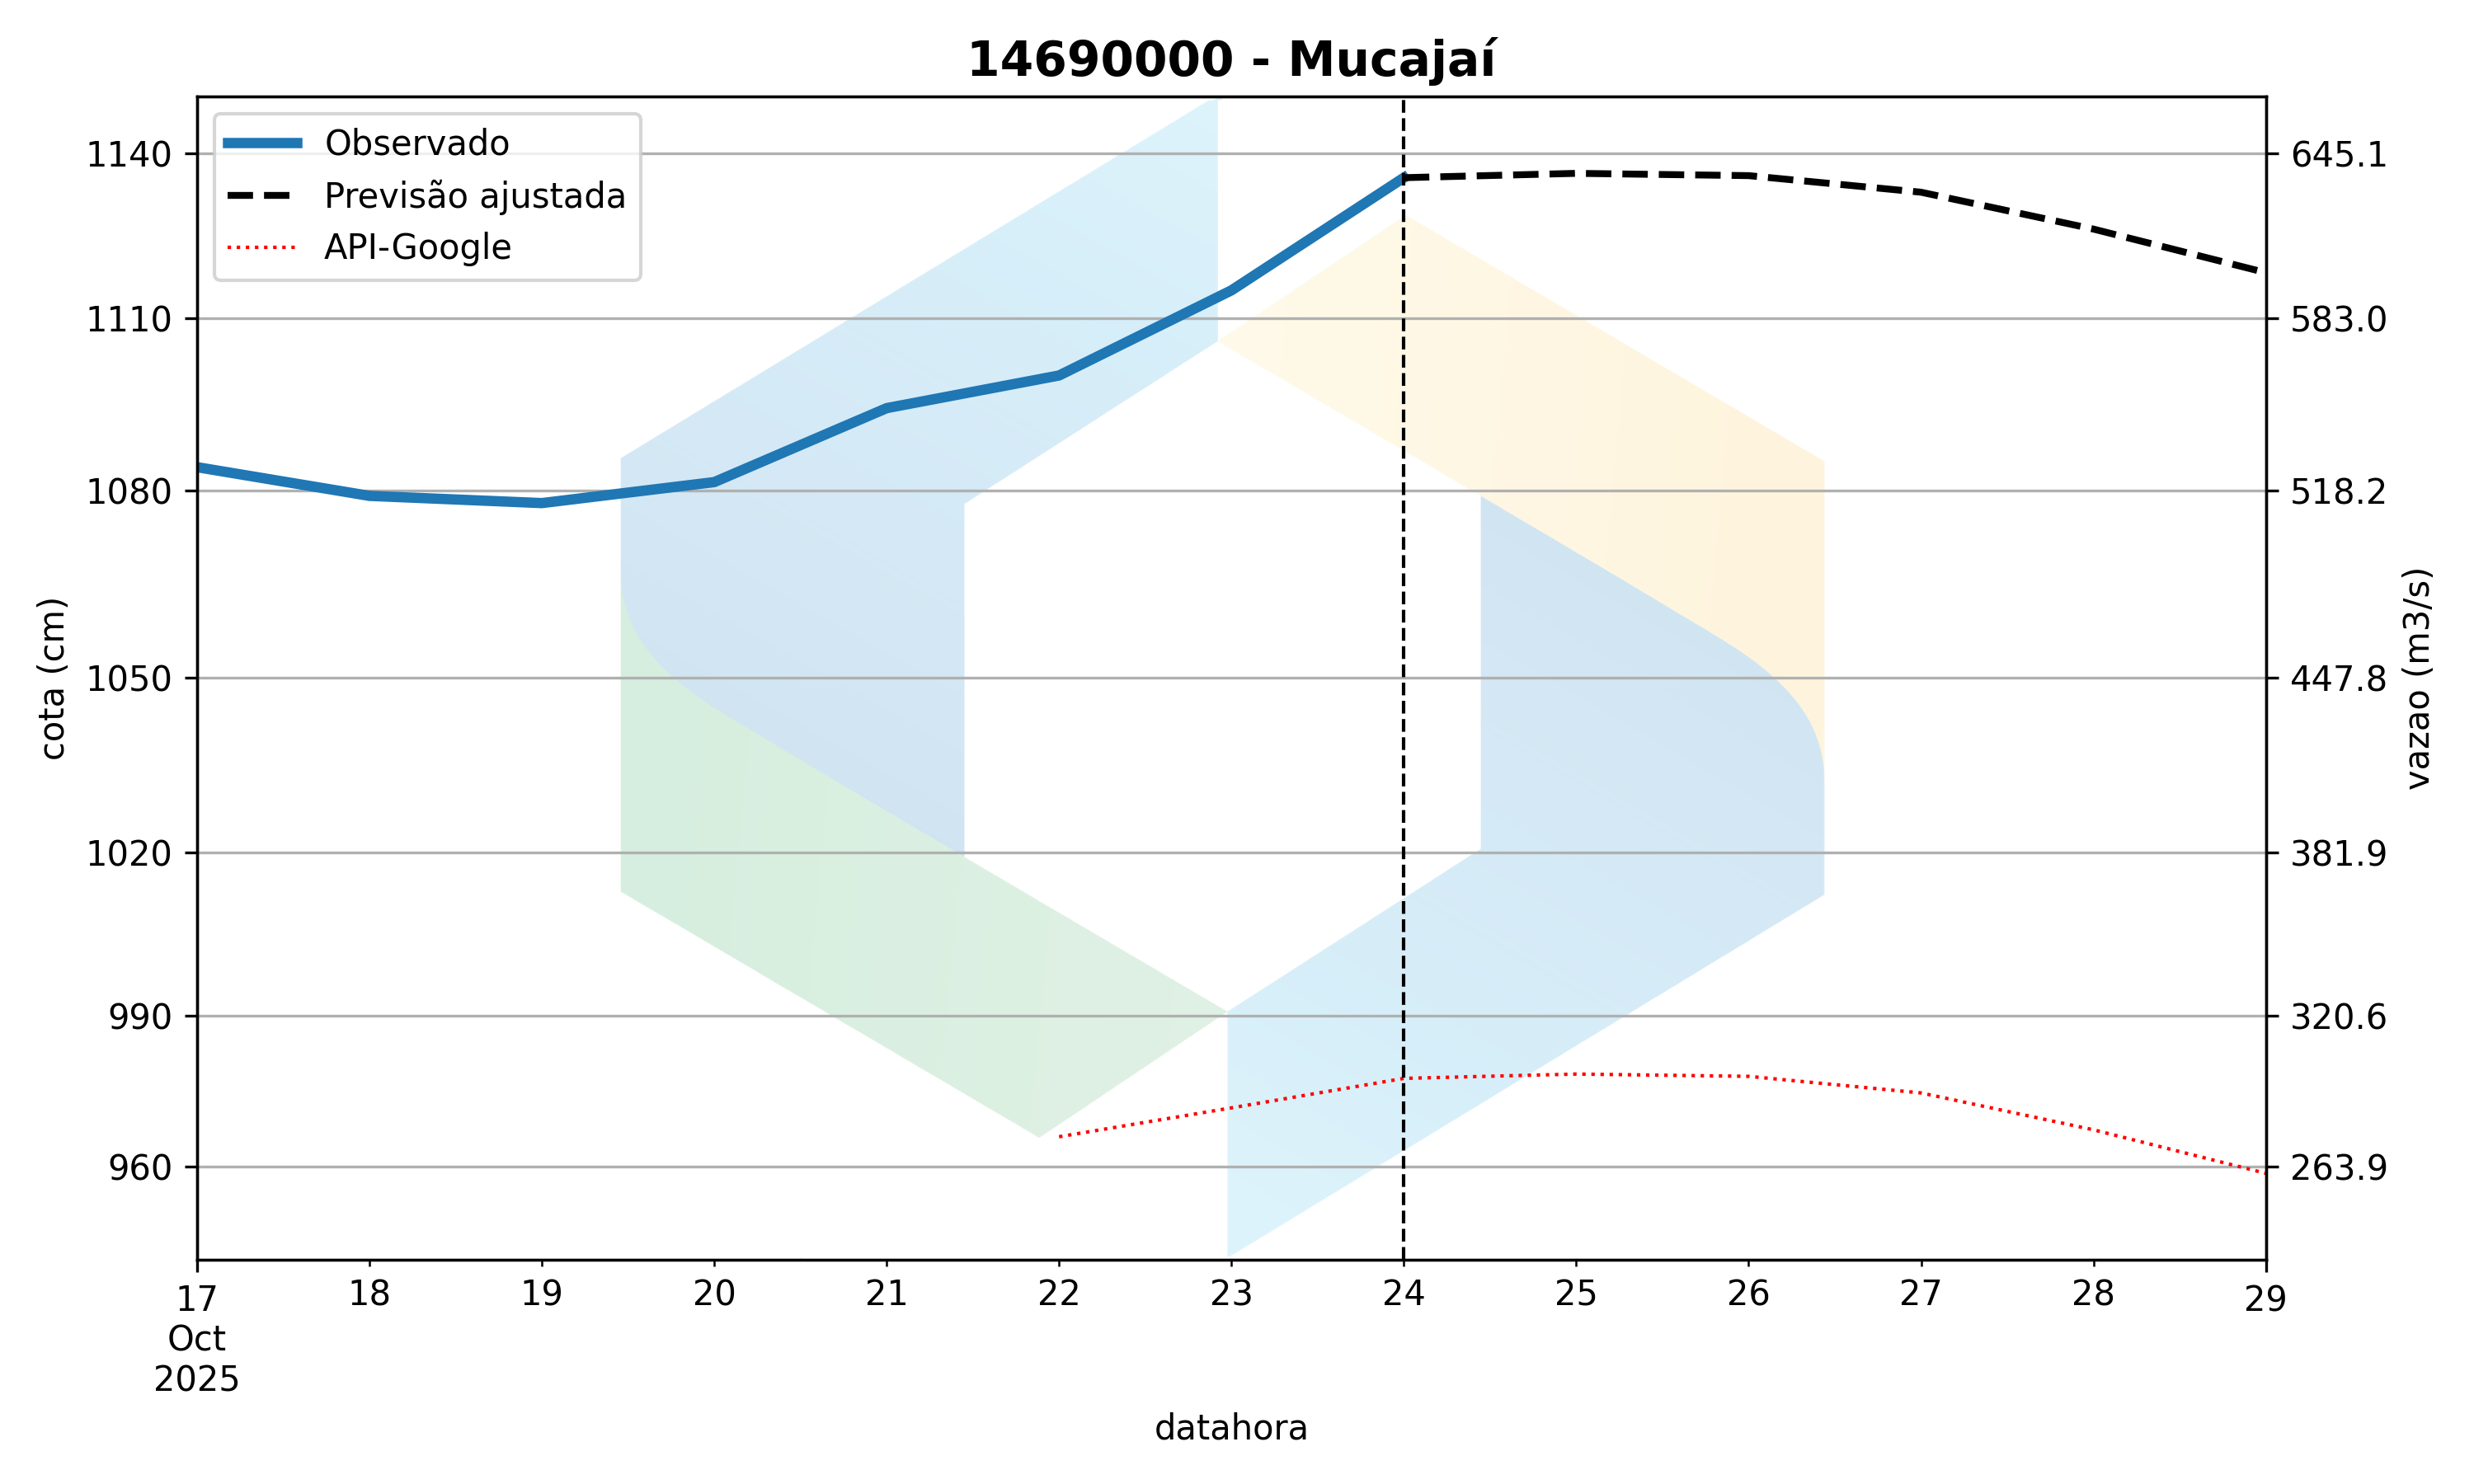 14690000 - Mucajaí
Observado
Previsão ajustada
API-Google
1140
1110
1080
1050
1020
990
960
cota (cm)
645.1
583.0
518.2
447.8
381.9
320.6
263.9
vazao (m3/s)
17 18 19 20 21 22 23 24 25 26 27 28 29
Oct
2025
datahora